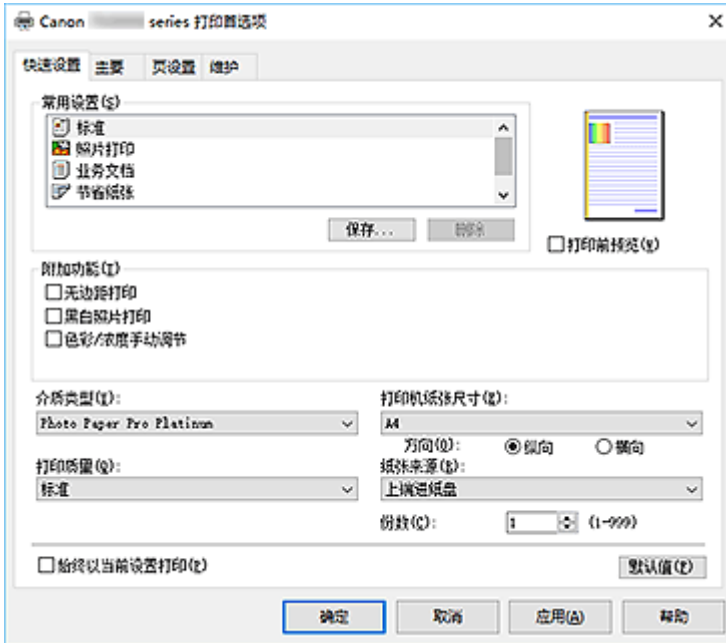 Canon series 打印首选项
快速设置 主要 页设置 维护
常用设置(S)
标准
照片打印
业务文档
节省纸张
保存... 删除
打印前预览(W)
附加功能(T)
无边距打印
黑白照片打印
色彩/浓度手动调节
介质类型(Y): 打印机纸张尺寸(Z):
Photo Paper Pro Platinum A4
方向(O): 纵向 横向
打印质量(Q): 纸张来源(B):
标准 上端进纸盘
份数(C): 1 (1-999)
始终以当前设置打印(R) 默认值(P)
确定 取消 应用(A) 帮助